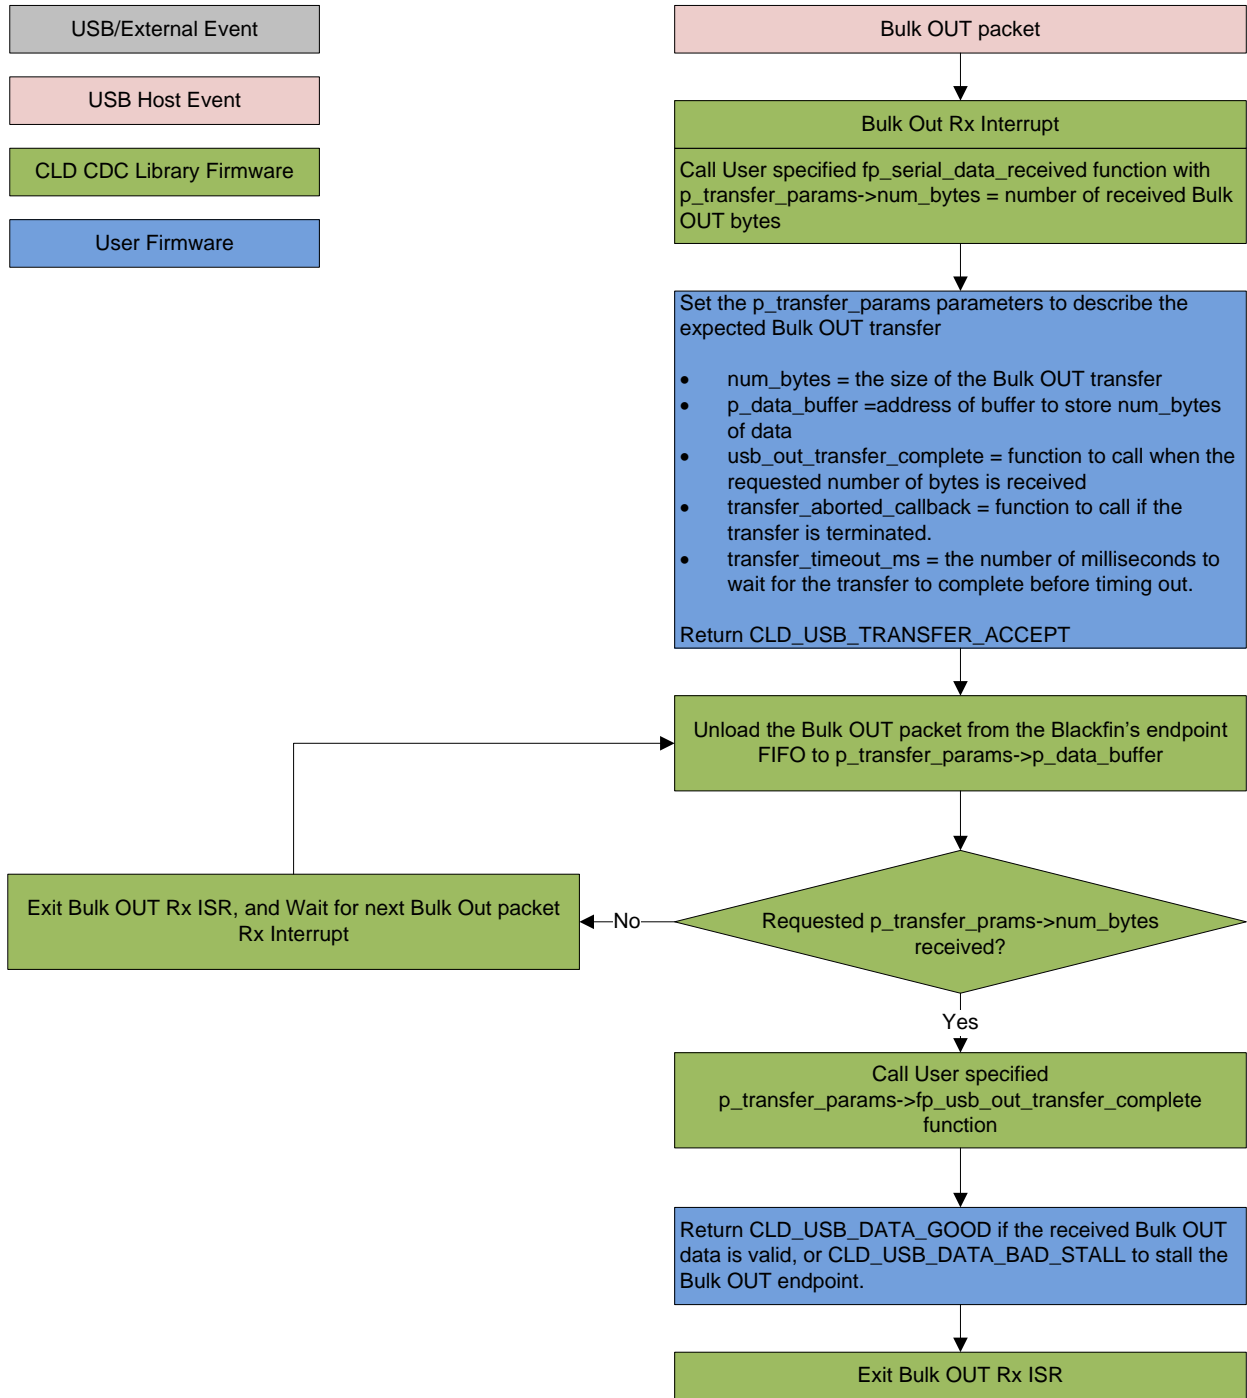 USB/External Event
USB Host Event
CLD CDC Library Firmware
User Firmware
Bulk OUT packet
Bulk Out Rx Interrupt
Call User specified fp_serial_data_received function with
p_transfer_params->num_bytes = number of received Bulk
OUT bytes
Set the p_transfer_params parameters to describe the
expected Bulk OUT transfer
• num_bytes = the size of the Bulk OUT transfer
• p_data_buffer =address of buffer to store num_bytes
of data
• usb_out_transfer_complete = function to call when the
requested number of bytes is received
• transfer_aborted_callback = function to call if the
transfer is terminated.
• transfer_timeout_ms = the number of milliseconds to
wait for the transfer to complete before timing out.
Return CLD_USB_TRANSFER_ACCEPT
Unload the Bulk OUT packet from the Blackfin's endpoint
FIFO to p_transfer_params->p_data_buffer
Exit Bulk OUT Rx ISR, and Wait for next Bulk Out packet
Rx Interrupt
No
Requested p_transfer_prams->num_bytes
received?
Yes
Call User specified
p_transfer_params->fp_usb_out_transfer_complete
function
Return CLD_USB_DATA_GOOD if the received Bulk OUT
data is valid, or CLD_USB_DATA_BAD_STALL to stall the
Bulk OUT endpoint.
Exit Bulk OUT Rx ISR